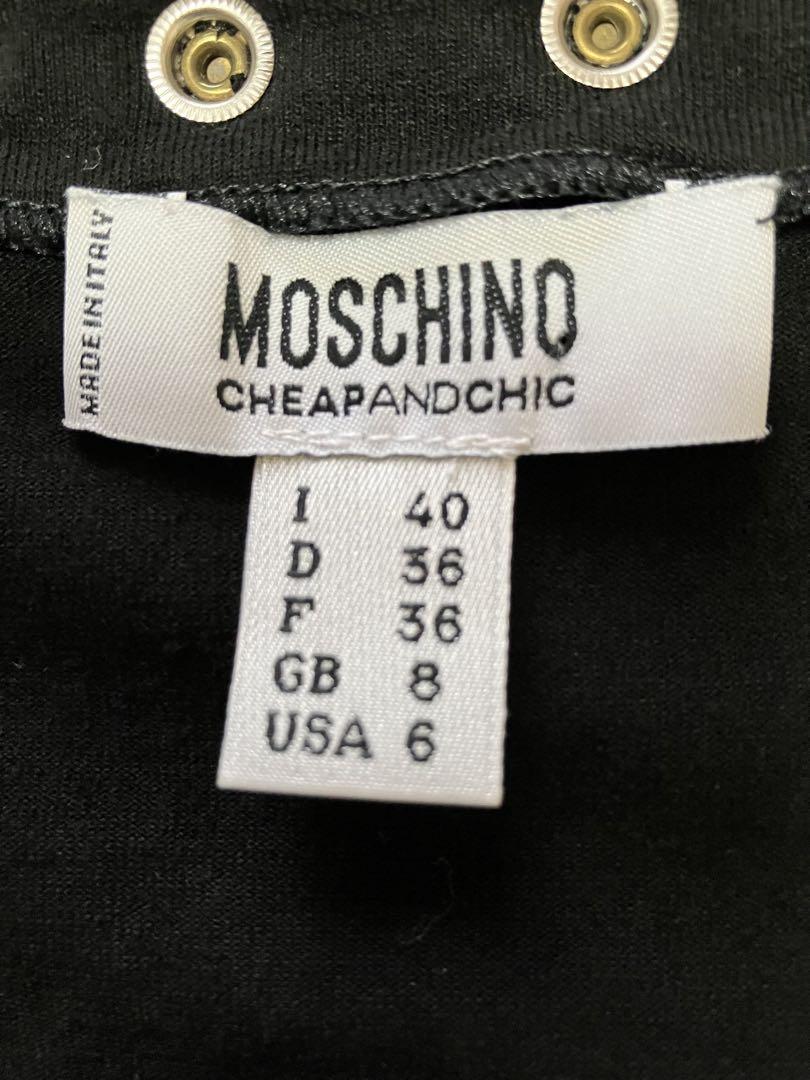 MADE IN ITALY
MOSCHINO
CHEAPANDCHIC
I 40
D 36
F 36
GB 8
USA 6